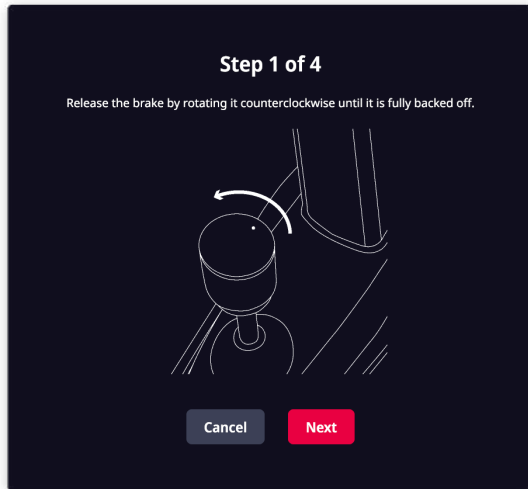 Step 1 of 4
Release the brake by rotating it counterclockwise until it is fully backed off.
Cancel
Next